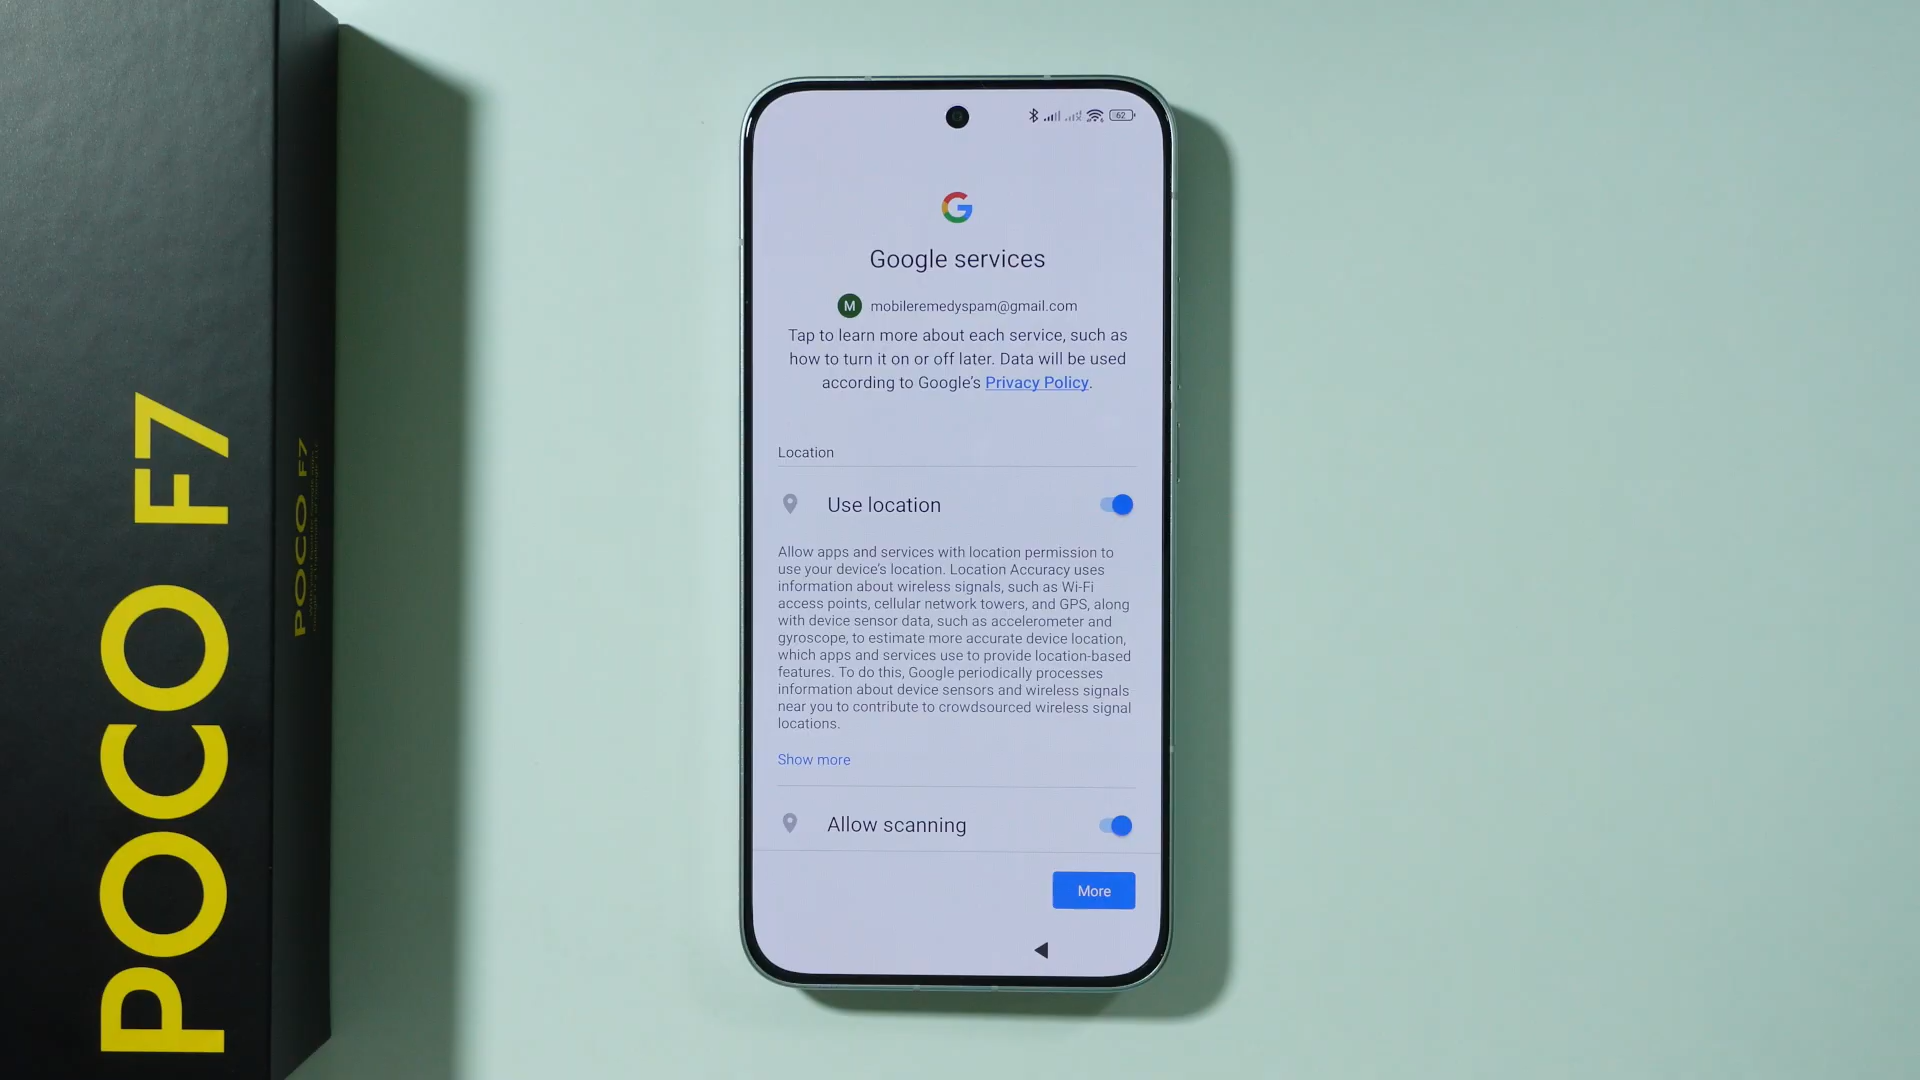 POCO F7
POCO F7
62
Google services
M
mobileremedyspam@gmail.com
Tap to learn more about each service, such as
how to turn it on or off later. Data will be used
according to Google's Privacy Policy.
Location
Use location
Allow apps and services with location permission to
use your device's location. Location Accuracy uses
information about wireless signals, such as Wi-Fi
access points, cellular network towers, and GPS, along
with device sensor data, such as accelerometer and
gyroscope, to estimate more accurate device location,
which apps and services use to provide location-based
features. To do this, Google periodically processes
information about device sensors and wireless signals
near you to contribute to crowdsourced wireless signal
locations.
Show more
Allow scanning
More